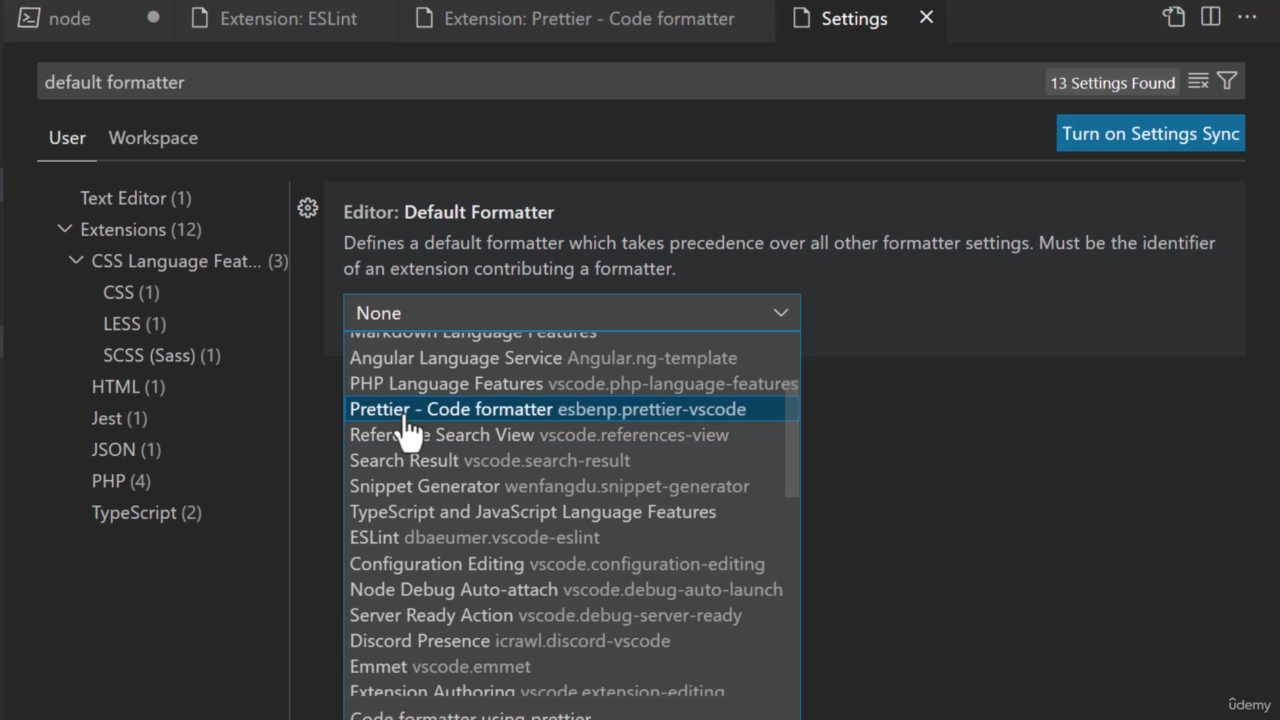 node
Extension: ESLint
Extension: Prettier - Code formatter
Settings
default formatter
13 Settings Found
User
Workspace
Turn on Settings Sync
Text Editor (1)
Extensions (12)
CSS Language Feat... (3)
CSS (1)
LESS (1)
SCSS (Sass) (1)
HTML (1)
Jest (1)
JSON (1)
PHP (4)
TypeScript (2)
Editor: Default Formatter
Defines a default formatter which takes precedence over all other formatter settings. Must be the identifier
of an extension contributing a formatter.
None
Markdown Language Features
Angular Language Service Angular.ng-template
PHP Language Features vscode.php-language-features
Prettier - Code formatter esbenp.prettier-vscode
Reference Search View vscode.references-view
Search Result vscode.search-result
Snippet Generator wenfangdu.snippet-generator
TypeScript and JavaScript Language Features
ESLint dbaeumer.vscode-eslint
Configuration Editing vscode.configuration-editing
Node Debug Auto-attach vscode.debug-auto-launch
Server Ready Action vscode.debug-server-ready
Discord Presence icrawl.discord-vscode
Emmet vscode.emmet
Extension Authoring vscode.extension-editing
Code formatter using prettier
ûdemy